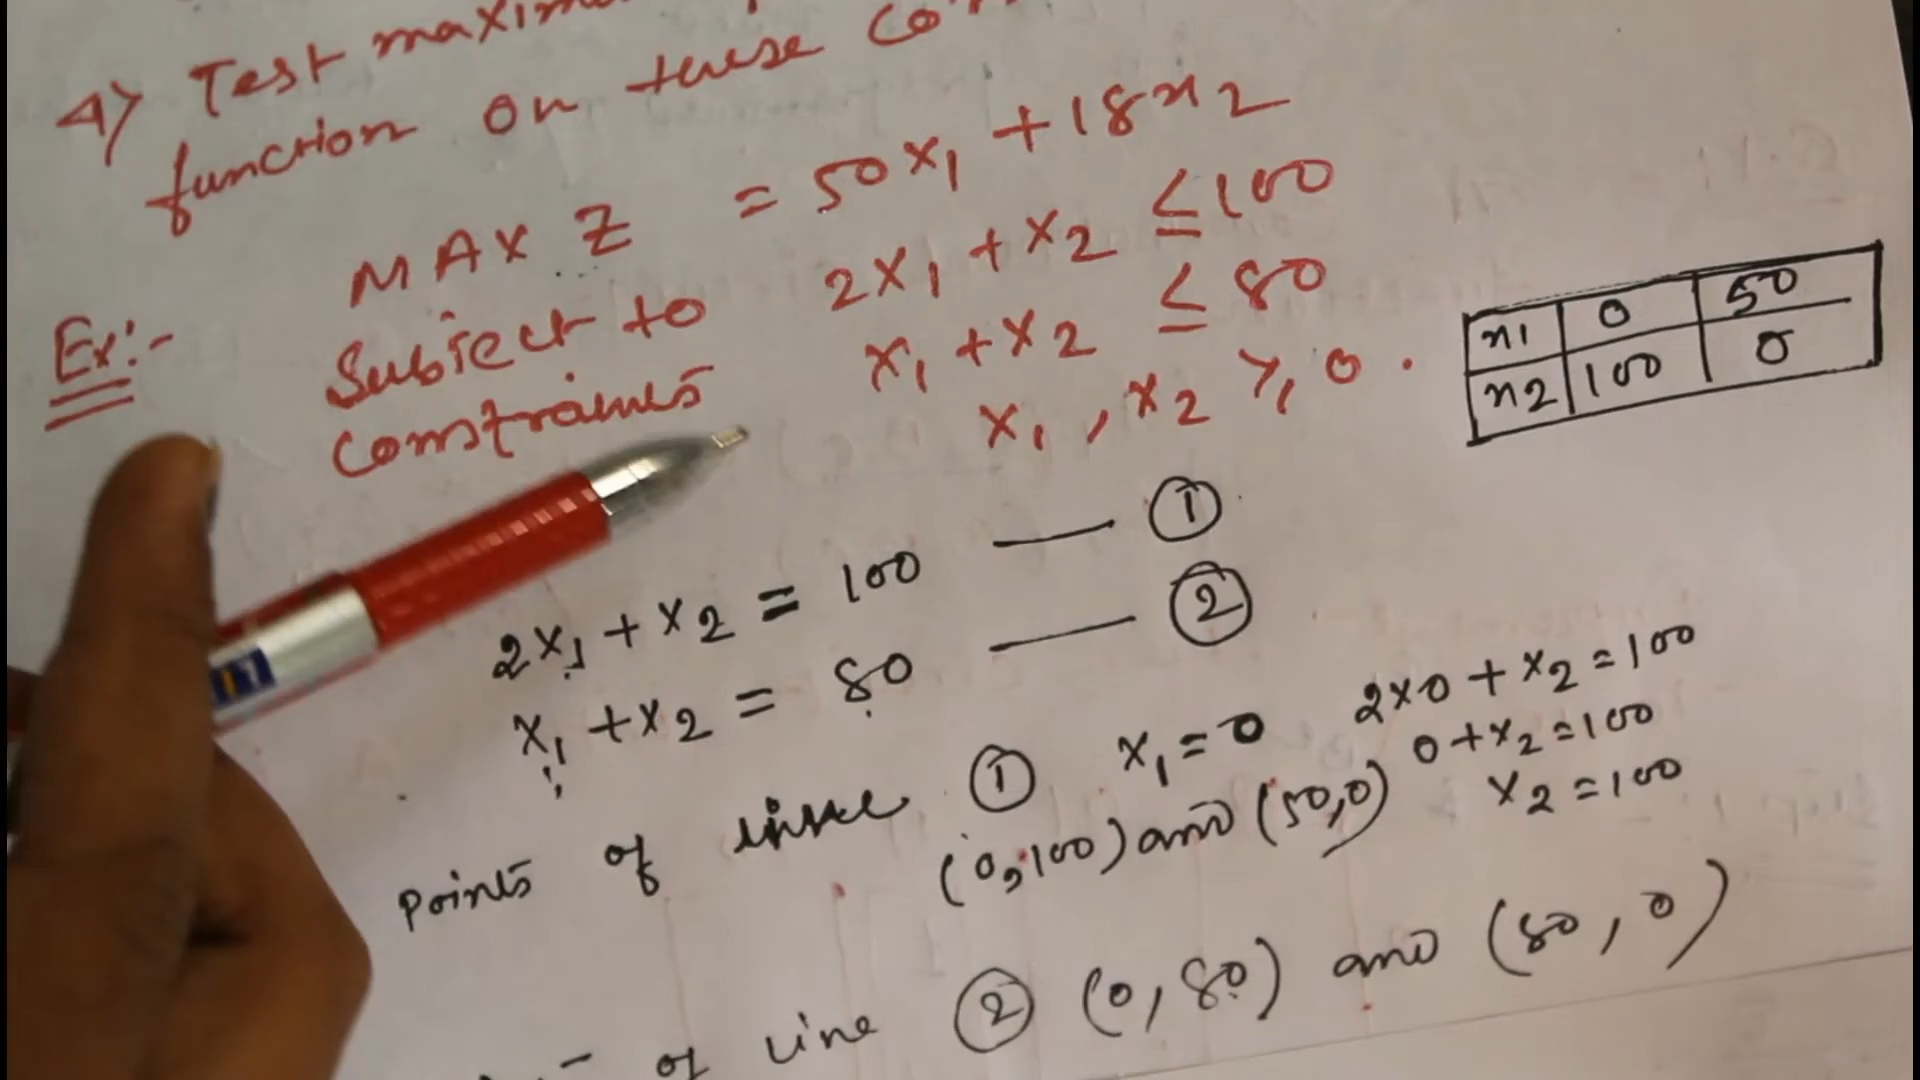 4) Test
function on these
MAX Z = 50x1 + 18x2
Subject to 2x1 + x2 ≤ 100
constraints x1 + x2 ≤ 80
x1 , x2 ≥ 0 .
Ex:-
x1 0 50
x2 100 0
2x1 + x2 = 100 — ①
x1 + x2 = 80 — ②
points of line ① x1 = 0
(0,100) and (50,0)
2x0 + x2 = 100
0 + x2 = 100
x2 = 100
of line ② (0,80) and (80,0)